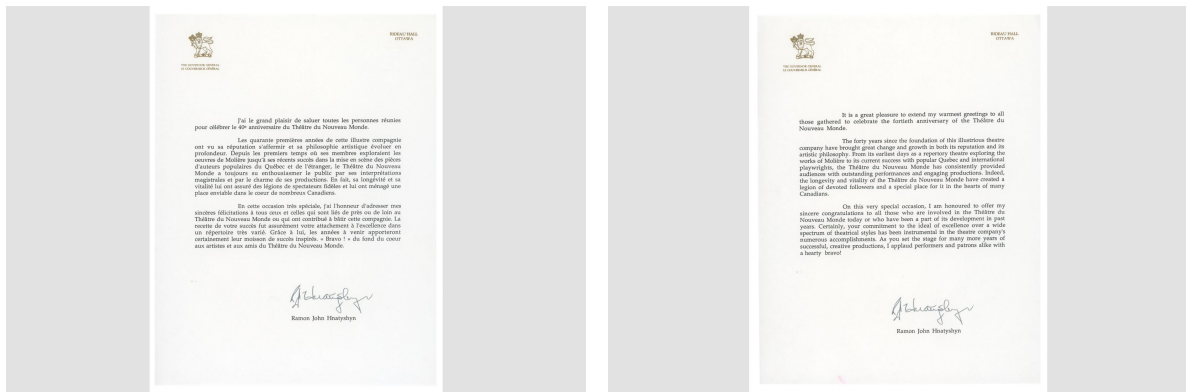 RIDEAU HALL
OTTAWA
THE GOVERNOR GENERAL
LE GOUVERNEUR GÉNÉRAL
J'ai le grand plaisir de saluer toutes les personnes réunies
pour célébrer le 40e anniversaire du Théâtre du Nouveau Monde.
Les quarante premières années de cette illustre compagnie
ont vu sa réputation s'affermir et sa philosophie artistique évoluer en
profondeur. Depuis les premiers temps où ses membres exploraient les
oeuvres de Molière jusqu'à ses récents succès dans la mise en scène des pièces
d'auteurs populaires du Québec et de l'étranger, le Théâtre du Nouveau
Monde a toujours su enthousiasmer le public par ses interprétations
magistrales et par le charme de ses productions. En fait, sa longévité et sa
vitalité lui ont assuré des légions de spectateurs fidèles et lui ont ménagé une
place enviable dans le coeur de nombreux Canadiens.
En cette occasion très spéciale, j'ai l'honneur d'adresser mes
sincères félicitations à tous ceux et celles qui sont liés de près ou de loin au
Théâtre du Nouveau Monde ou qui ont contribué à bâtir cette compagnie. La
recette de votre succès fut assurément votre attachement à l'excellence dans
un répertoire très varié. Grâce à lui, les années à venir apporteront
certainement leur moisson de succès inspirés. « Bravo ! » du fond du coeur
aux artistes et aux amis du Théâtre du Nouveau Monde.
Ramon John Hnatyshyn
RIDEAU HALL
OTTAWA
THE GOVERNOR GENERAL
LE GOUVERNEUR GÉNÉRAL
It is a great pleasure to extend my warmest greetings to all
those gathered to celebrate the fortieth anniversary of the Théâtre du
Nouveau Monde.
The forty years since the foundation of this illustrious theatre
company have brought great change and growth in both its reputation and its
artistic philosophy. From its earliest days as a repertory theatre exploring the
works of Molière to its current success with popular Quebec and international
playwrights, the Théâtre du Nouveau Monde has consistently provided
audiences with outstanding performances and engaging productions. Indeed,
the longevity and vitality of the Théâtre du Nouveau Monde have created a
legion of devoted followers and a special place for it in the hearts of many
Canadians.
On this very special occasion, I am honoured to offer my
sincere congratulations to all those who are involved in the Théâtre du
Nouveau Monde today or who have been a part of its development in past
years. Certainly, your commitment to the ideal of excellence over a wide
spectrum of theatrical styles has been instrumental in the theatre company's
numerous accomplishments. As you set the stage for many more years of
successful, creative productions, I applaud performers and patrons alike with
a hearty bravo!
Ramon John Hnatyshyn